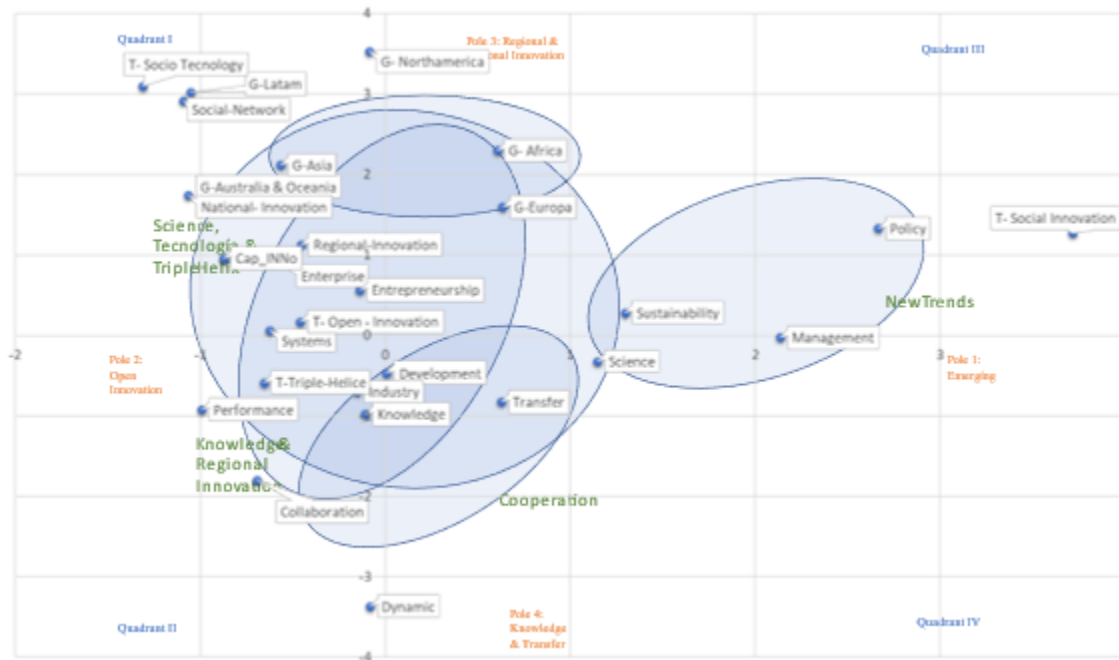 4
Quadrant I
Pole 3: Regional &
onal Innovation
Quadrant III
T- Socio Tecnology
G- Northamerica
G-Latam
3
Social-Network
G- Africa
G-Asia
2
G-Australia & Oceania
National- Innovation
G-Europa
Policy
T- Social Innovation
Science,
Tecnología &
TripleHelix
Regional-Innovation
1
Cap_INNo
Enterprise
Entrepreneurship
NewTrends
Sustainability
T- Open - Innovation
Systems
Management
0
-2
-1
0
1
2
3
Pole 2:
Open
Innovation
Science
Pole 1:
Emerging
Development
T-Triple-Helice
Industry
Transfer
Performance
Knowledge
Knowledge&
Regional
Innovation
-2
Cooperation
Collaboration
-3
Dynamic
Pole 4:
Knowledge
& Transfer
Quadrant II
Quadrant IV
-4